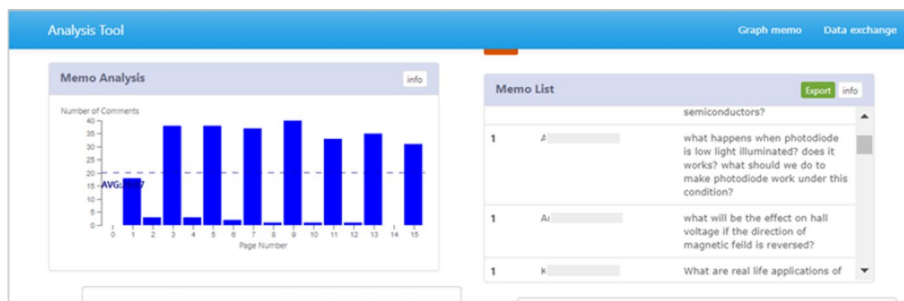 Analysis Tool
Graph memo Data exchange
Memo Analysis info
Number of Comments
40
35
30
25
20
15
10
5
0
0 1 2 3 4 5 6 7 8 9 10 11 12 13 14 15
Page Number
Memo List Export info
semiconductors?
1 A what happens when photodiode
is low light illuminated? does it
works? what should we do to
make photodiode work under this
condition?
1 what will be the effect on hall
voltage if the direction of
magnetic feild is reversed?
1 K What are real life applications of